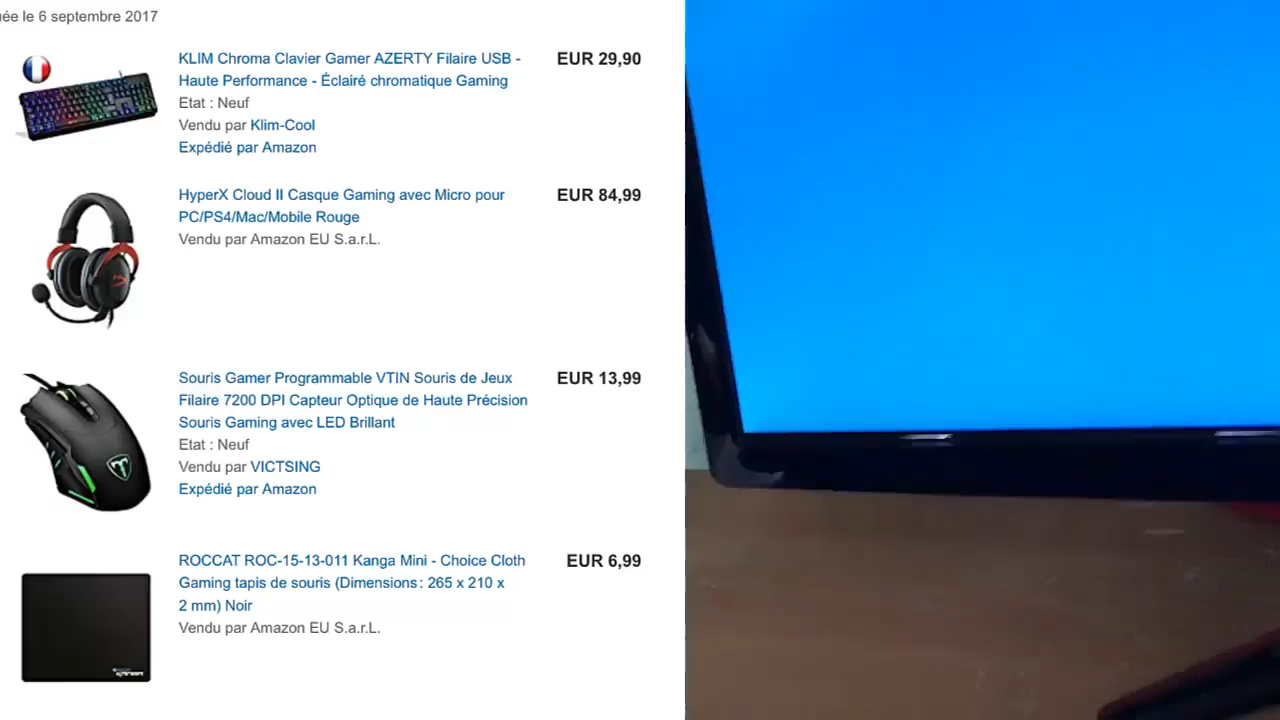 ée le 6 septembre 2017
KLIM Chroma Clavier Gamer AZERTY Filaire USB -
Haute Performance - Éclairé chromatique Gaming
EUR 29,90
Etat : Neuf
Vendu par Klim-Cool
Expédié par Amazon
HyperX Cloud II Casque Gaming avec Micro pour
PC/PS4/Mac/Mobile Rouge
EUR 84,99
Vendu par Amazon EU S.a.r.L.
Souris Gamer Programmable VTIN Souris de Jeux
Filaire 7200 DPI Capteur Optique de Haute Précision
Souris Gaming avec LED Brillant
EUR 13,99
Etat : Neuf
Vendu par VICTSING
Expédié par Amazon
ROCCAT ROC-15-13-011 Kanga Mini - Choice Cloth
Gaming tapis de souris (Dimensions : 265 x 210 x
2 mm) Noir
EUR 6,99
Vendu par Amazon EU S.a.r.L.